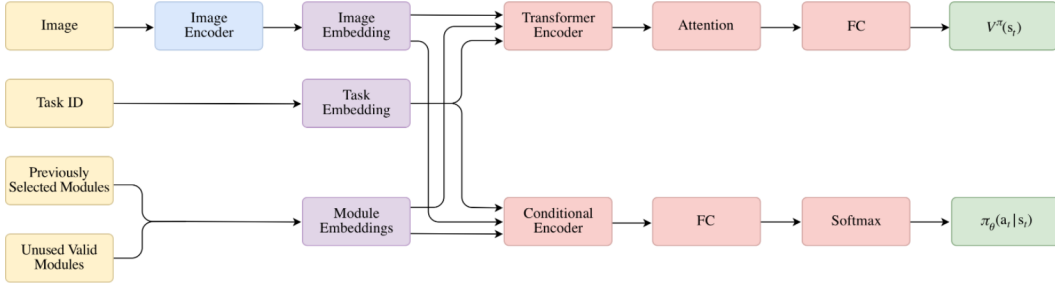 Image
Image
Encoder
Image
Embedding
Transformer
Encoder
Attention
FC
V^π(s_t)
Task ID
Task
Embedding
Previously
Selected Modules
Unused Valid
Modules
Module
Embeddings
Conditional
Encoder
FC
Softmax
π_θ(a_t|s_t)